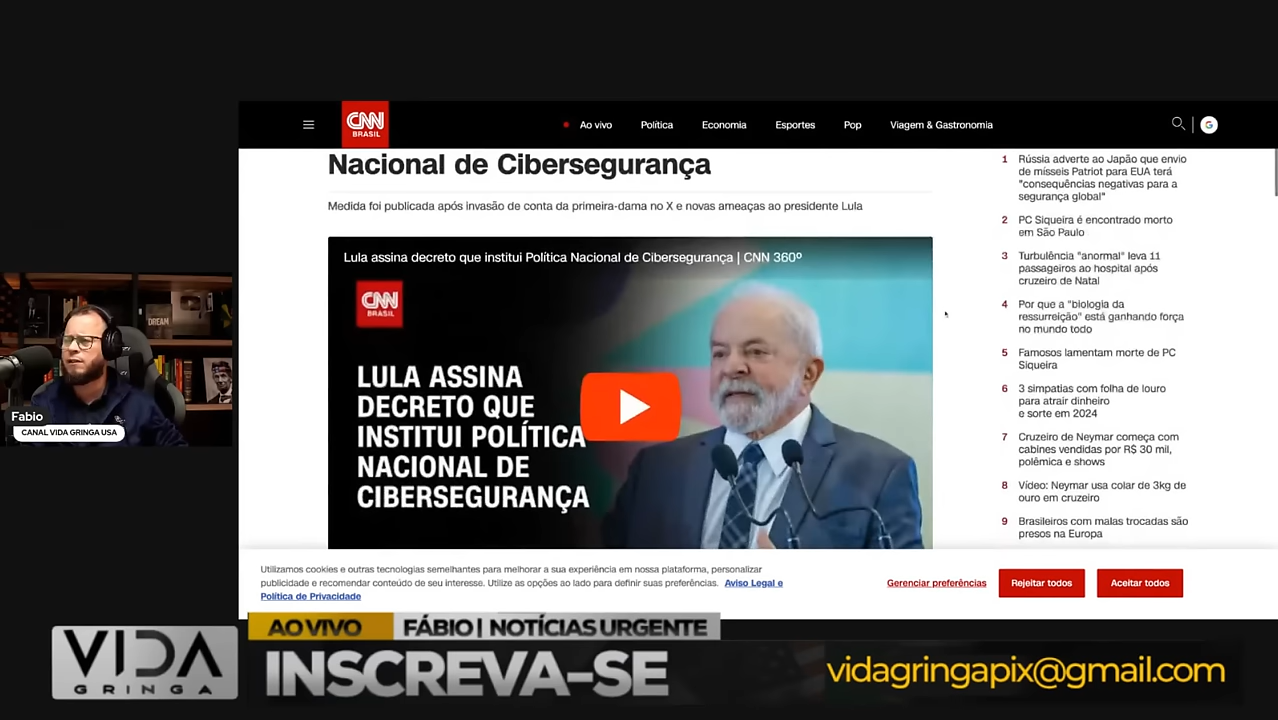 CNN
BRASIL
Ao vivo
Política
Economia
Esportes
Pop
Viagem & Gastronomia
G
Nacional de Cibersegurança
Medida foi publicada após invasão de conta da primeira-dama no X e novas ameaças ao presidente Lula
Lula assina decreto que institui Política Nacional de Cibersegurança | CNN 360º
CNN
BRASIL
LULA ASSINA
DECRETO QUE
INSTITUI POLÍTICA
NACIONAL DE
CIBERSEGURANÇA
1 Rússia adverte ao Japão que envio
de mísseis Patriot para EUA terá
"consequências negativas para a
segurança global"
2 PC Siqueira é encontrado morto
em São Paulo
3 Turbulência "anormal" leva 11
passageiros ao hospital após
cruzeiro de Natal
4 Por que a "biologia da
ressurreição" está ganhando força
no mundo todo
5 Famosos lamentam morte de PC
Siqueira
6 3 simpatias com folha de louro
para atrair dinheiro
e sorte em 2024
7 Cruzeiro de Neymar começa com
cabines vendidas por R$ 30 mil,
polêmica e shows
8 Vídeo: Neymar usa colar de 3kg de
ouro em cruzeiro
9 Brasileiros com malas trocadas são
presos na Europa
DREAM
Fabio
CANAL VIDA GRINGA USA
Utilizamos cookies e outras tecnologias semelhantes para melhorar a sua experiência em nossa plataforma, personalizar
publicidade e recomendar conteúdo de seu interesse. Utilize as opções ao lado para definir suas preferências. Aviso Legal e
Política de Privacidade
Gerenciar preferências
Rejeitar todos
Aceitar todos
VIDA
GRINGA
AO VIVO
FÁBIO | NOTÍCIAS URGENTE
INSCREVA-SE
vidagringapix@gmail.com